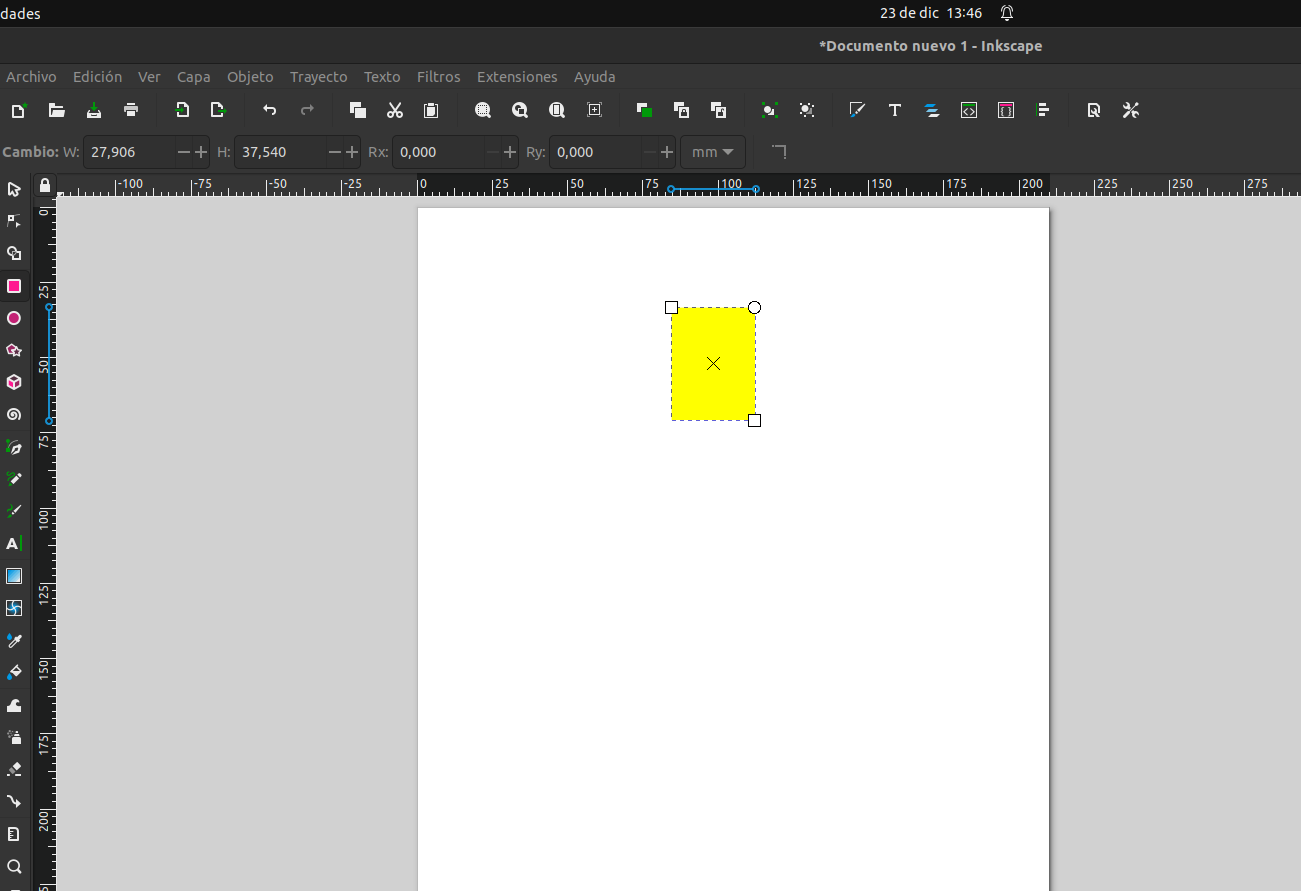 dades 23 de dic 13:46
*Documento nuevo 1 - Inkscape
Archivo Edición Ver Capa Objeto Trayecto Texto Filtros Extensiones Ayuda
Cambio: W: 27,906 H: 37,540 Rx: 0,000 Ry: 0,000 mm
-100 -75 -50 -25 0 25 50 75 100 125 150 175 200 225 250 275
0
25
50
75
100
125
150
175
200